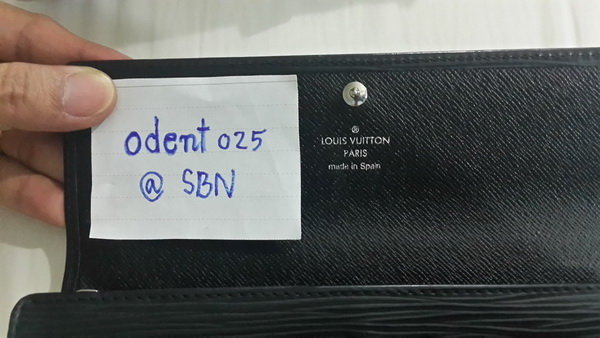 odent 025
@ SBN
®
LOUIS VUITTON
PARIS
made in Spain